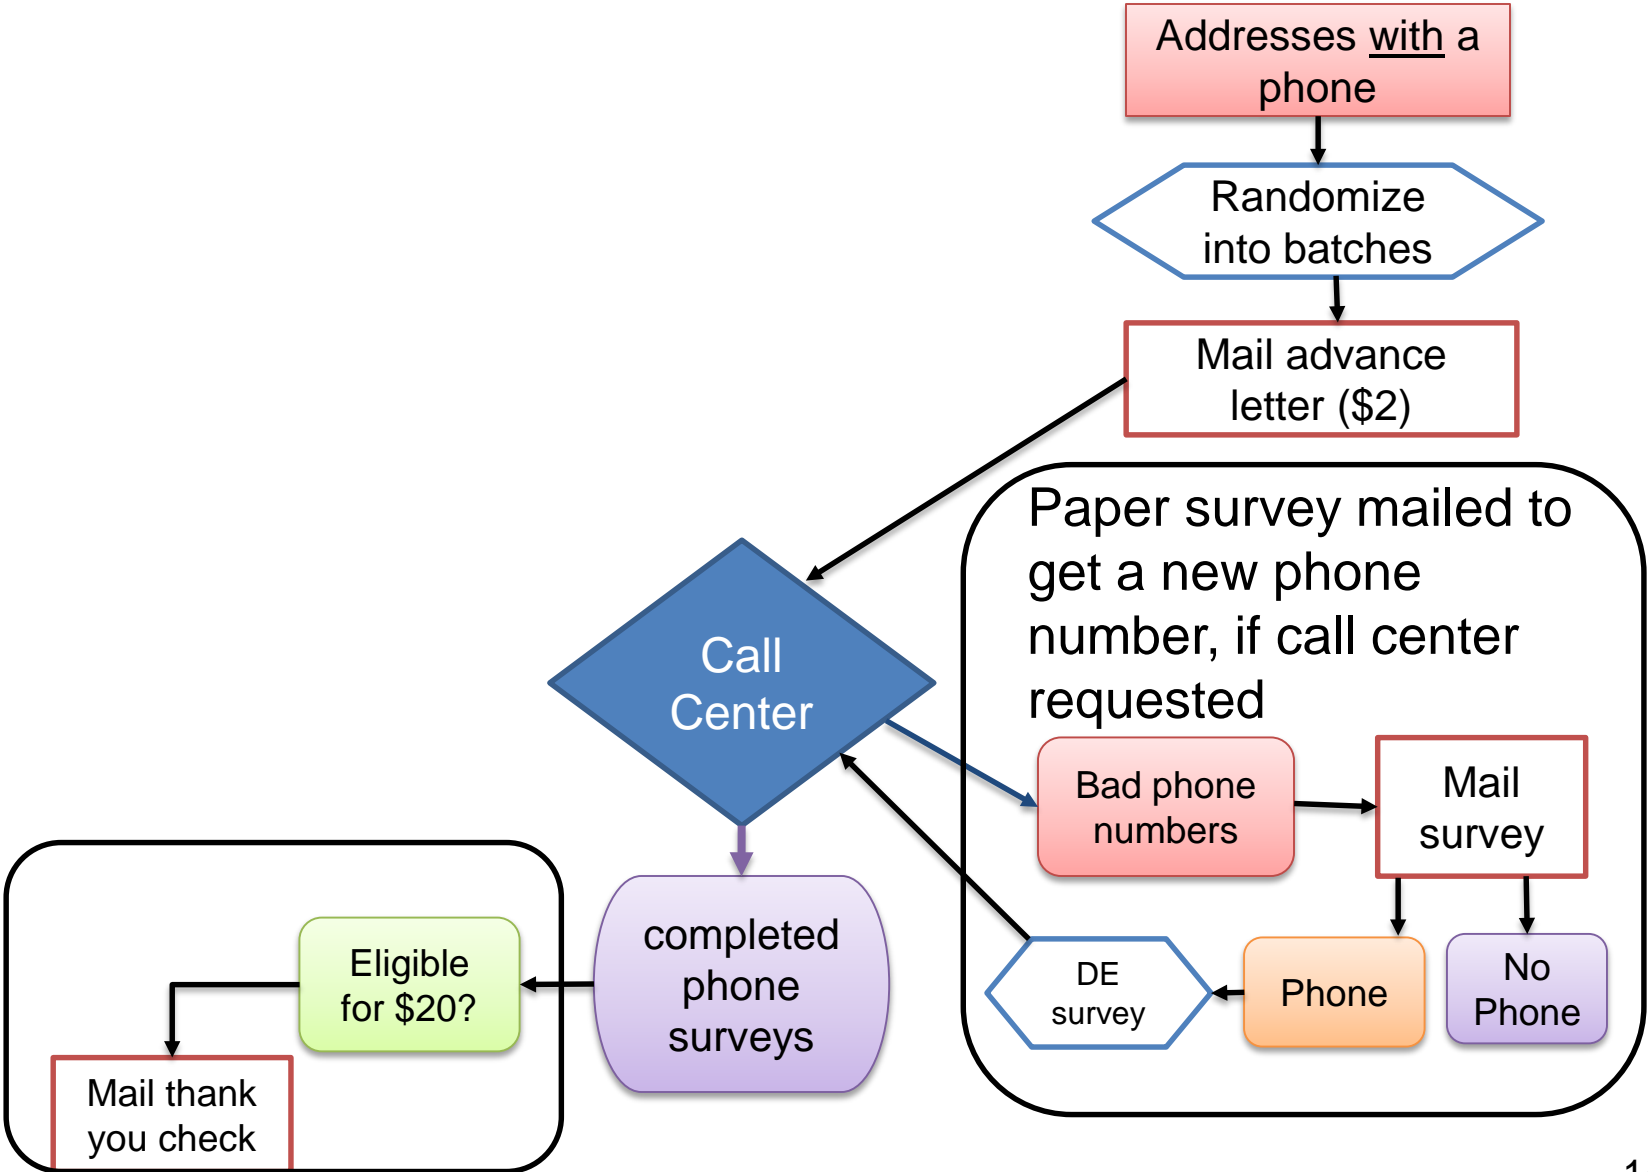 Addresses with a
phone
Randomize
into batches
Mail advance
letter ($2)
Paper survey mailed to
get a new phone
number, if call center
requested
Call
Center
Bad phone
numbers
Mail
survey
completed
phone
surveys
Eligible
for $20?
DE
survey
Phone
No
Phone
Mail thank
you check
1